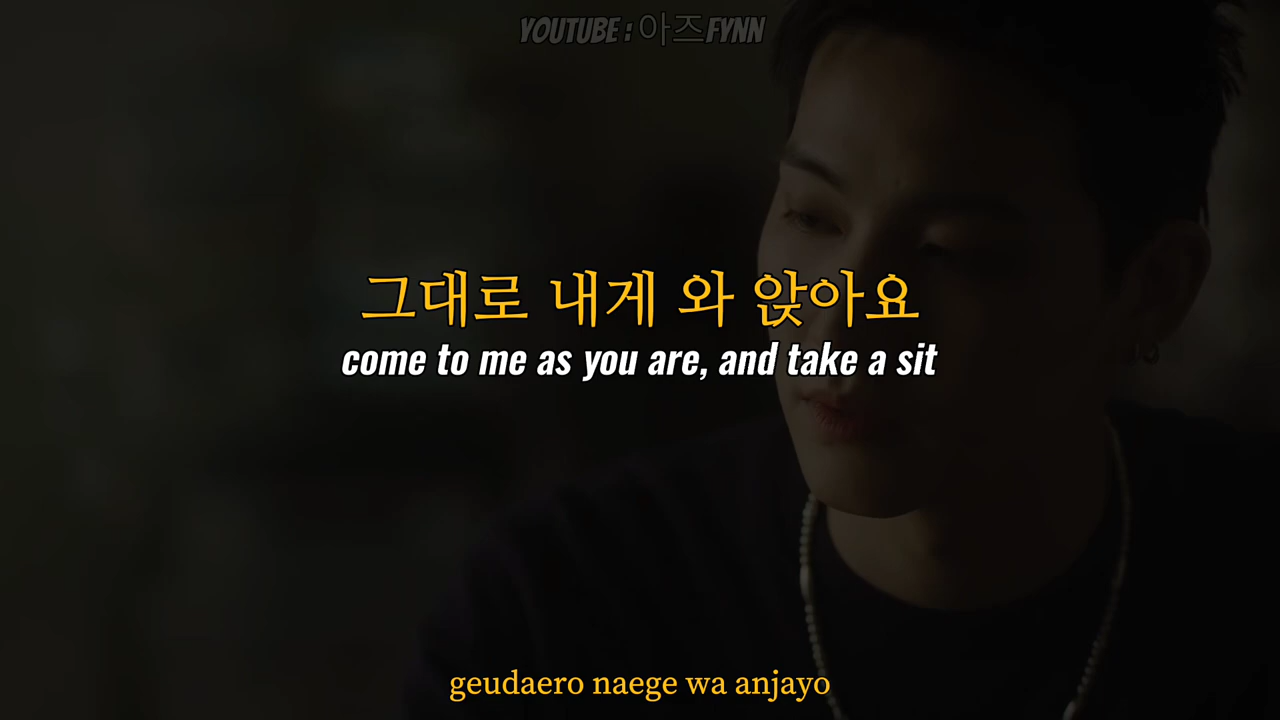 YOUTUBE : 아즈FYNN
그대로 내게 와 앉아요
come to me as you are, and take a sit
geudaero naege wa anjayo